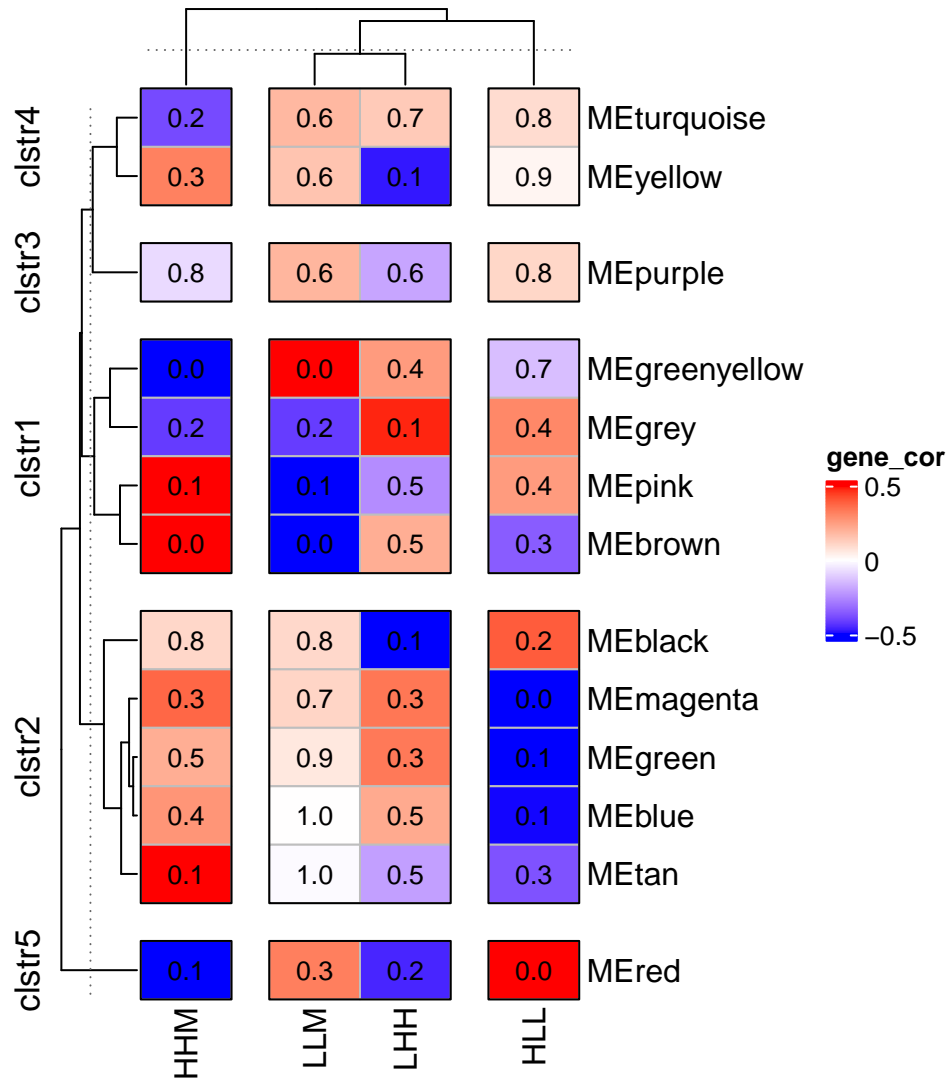 clstr4
0.2 0.6 0.7 0.8 MEturquoise
0.3 0.6 0.1 0.9 MEyellow
clstr3
0.8 0.6 0.6 0.8 MEpurple
clstr1
0.0 0.0 0.4 0.7 MEgreenyellow
0.2 0.2 0.1 0.4 MEgrey
0.1 0.1 0.5 0.4 MEpink
0.0 0.0 0.5 0.3 MEbrown
clstr2
0.8 0.8 0.1 0.2 MEblack
0.3 0.7 0.3 0.0 MEmagenta
0.5 0.9 0.3 0.1 MEgreen
0.4 1.0 0.5 0.1 MEblue
0.1 1.0 0.5 0.3 MEtan
clstr5
0.1 0.3 0.2 0.0 MEred
HHM LLM LHH HLL
gene_cor
0.5
0
−0.5